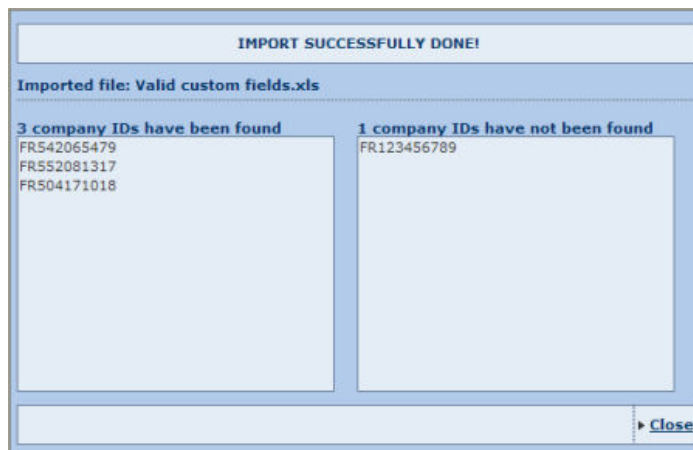 IMPORT SUCCESSFULLY DONE!
Imported file: Valid custom fields.xls
3 company IDs have been found
FR542065479
FR552081317
FR504171018
1 company IDs have not been found
FR123456789
Close